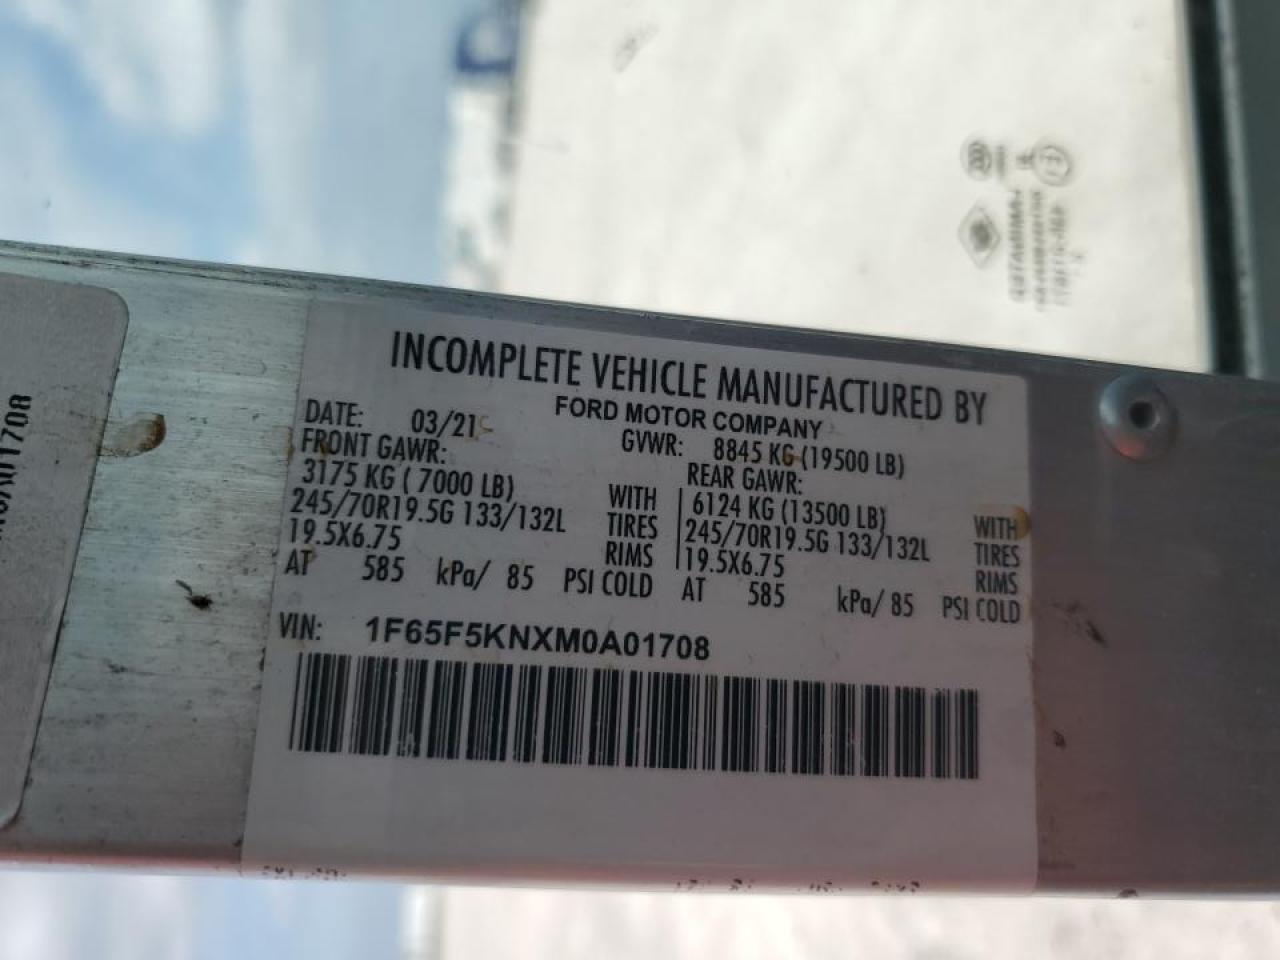 INCOMPLETE VEHICLE MANUFACTURED BY
FORD MOTOR COMPANY
DATE: 03/21
GVWR: 8845 KG (19500 LB)
FRONT GAWR:
3175 KG ( 7000 LB) WITH
245/70R19.5G 133/132L TIRES
19.5X6.75 RIMS
AT 585 kPa/ 85 PSI COLD
REAR GAWR:
6124 KG (13500 LB) WITH
245/70R19.5G 133/132L TIRES
19.5X6.75 RIMS
AT 585 kPa/ 85 PSI COLD
VIN: 1F65F5KNXM0A01708